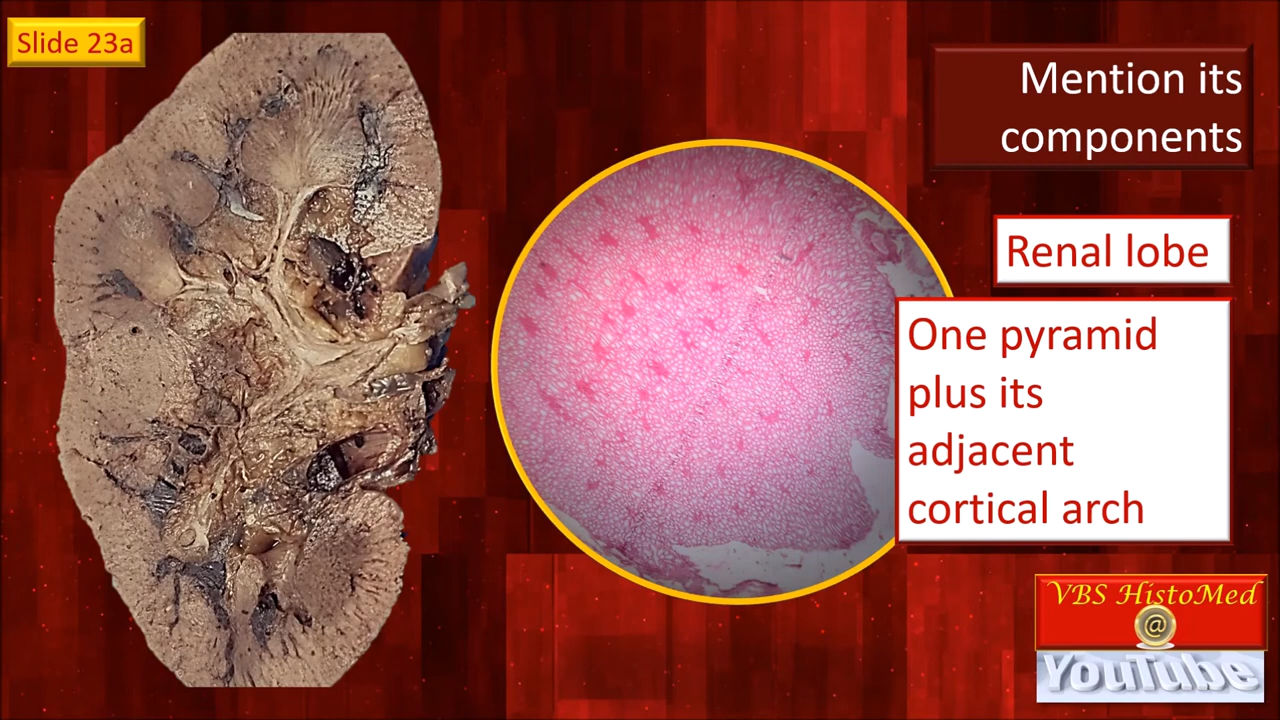 Slide 23a
Mention its
components
Renal lobe
One pyramid
plus its
adjacent
cortical arch
VBS HistoMed
@
YouTube